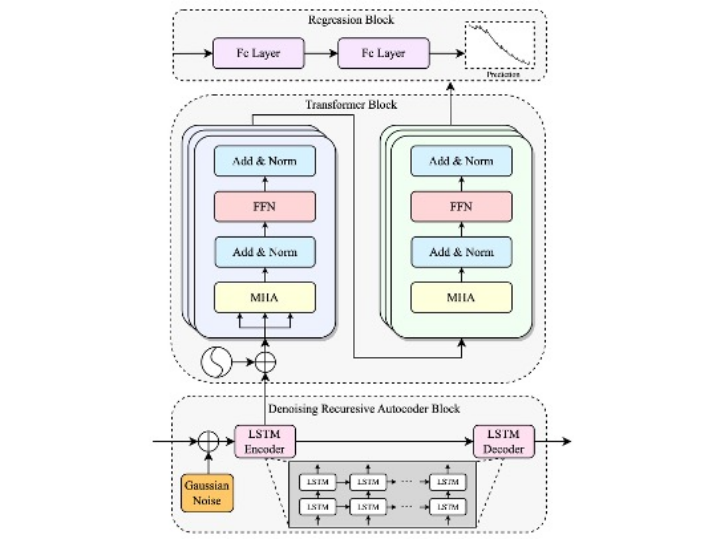 Regression Block
Fc Layer
Fc Layer
Prediction
Transformer Block
Add & Norm
FFN
Add & Norm
MHA
Add & Norm
FFN
Add & Norm
MHA
Denoising Recuresive Autocoder Block
LSTM
Encoder
LSTM
Decoder
Gaussian
Noise
LSTM
LSTM
...
LSTM
LSTM
LSTM
...
LSTM